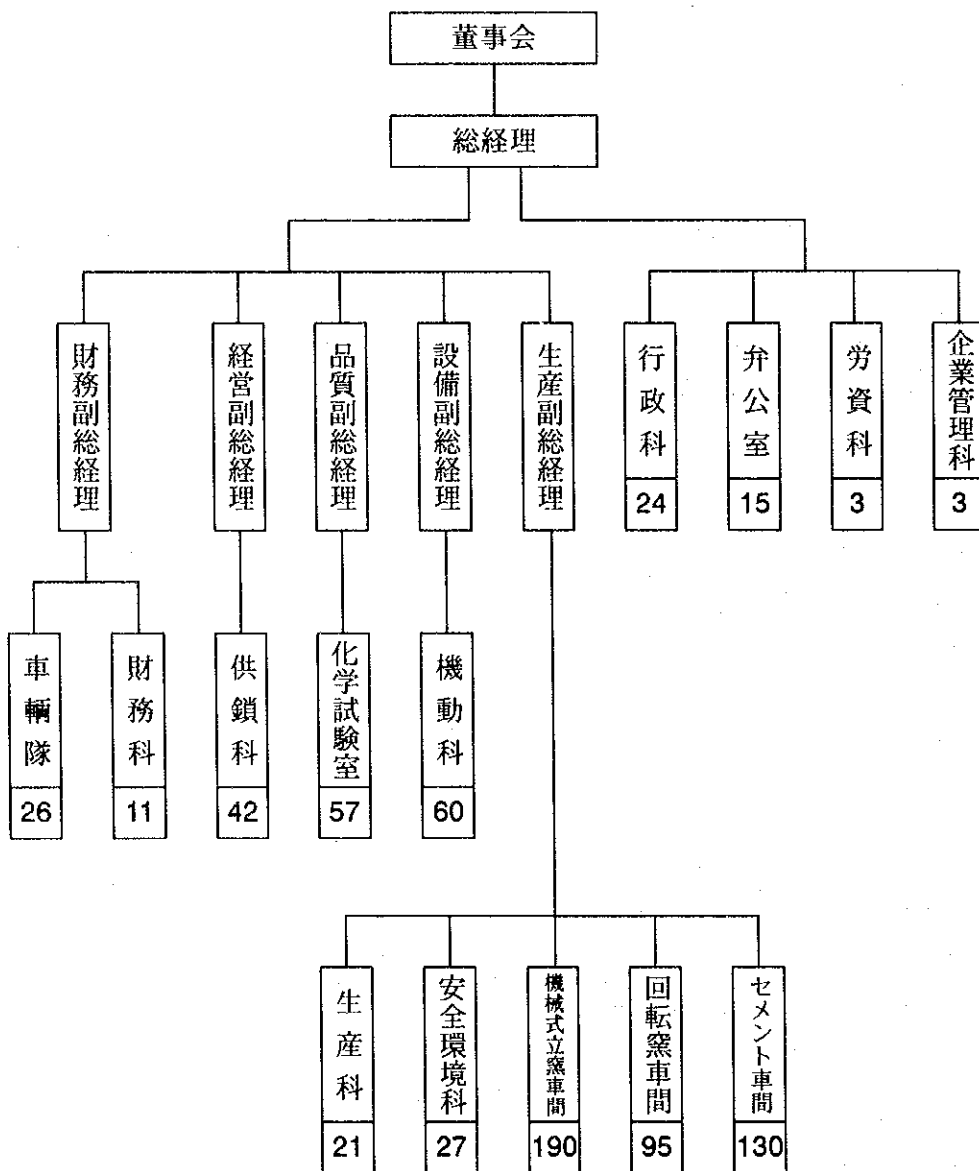 董事会
総経理
財務副総経理
経営副総経理
品質副総経理
設備副総経理
生産副総経理
行政科
24
弁公室
15
労資科
3
企業管理科
3
車輌隊
26
財務科
11
供鎖科
42
化学試験室
57
機動科
60
生産科
21
安全環境科
27
機械式立窯車間
190
回転窯車間
95
セメント車間
130